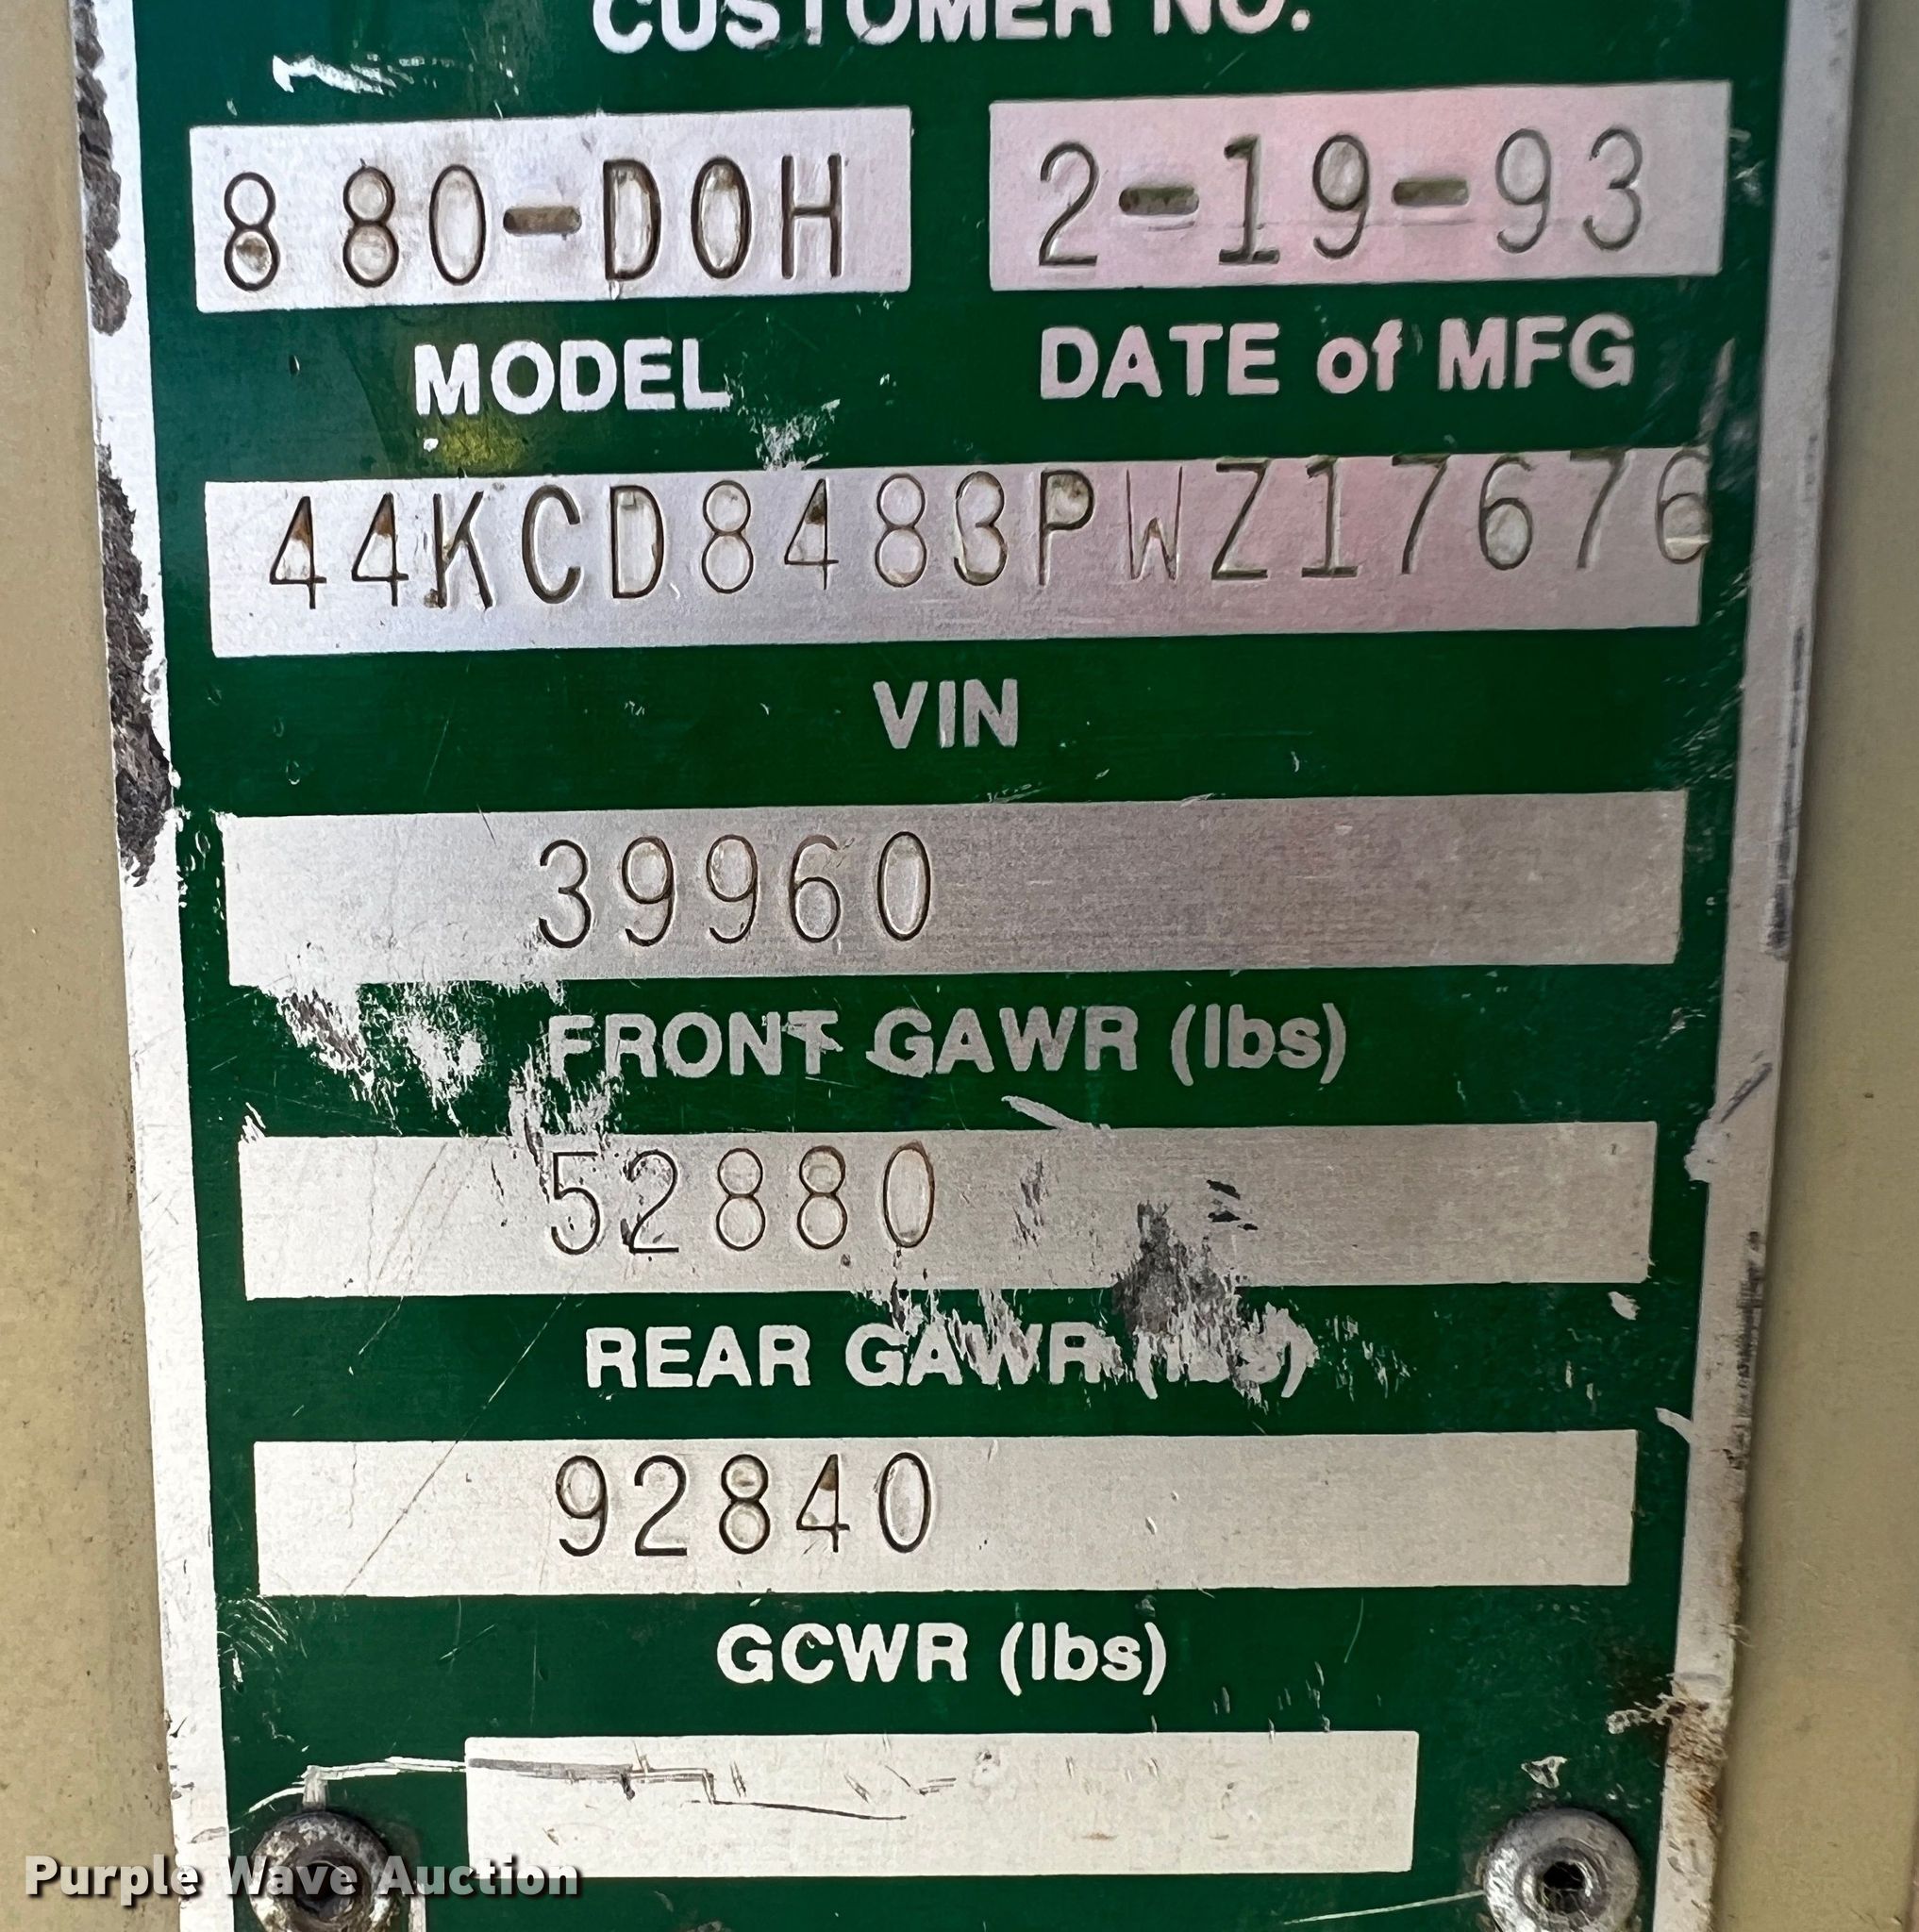 CUSTOMER NO.
880-DOH 2-19-93
MODEL DATE of MFG
44KCD8483PWZ17676
VIN
39960
FRONT GAWR (lbs)
52880
REAR GAWR (lbs)
92840
GCWR (lbs)
Purple Wave Auction